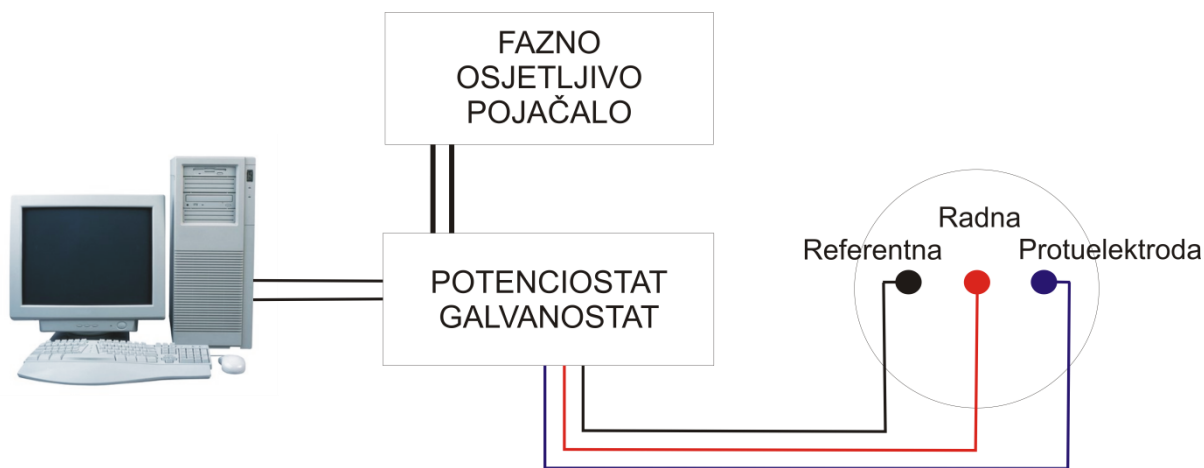 FAZNO
OSJETLJIVO
POJAČALO
Radna
Referentna
Protuelektroda
POTENCIOSTAT
GALVANOSTAT